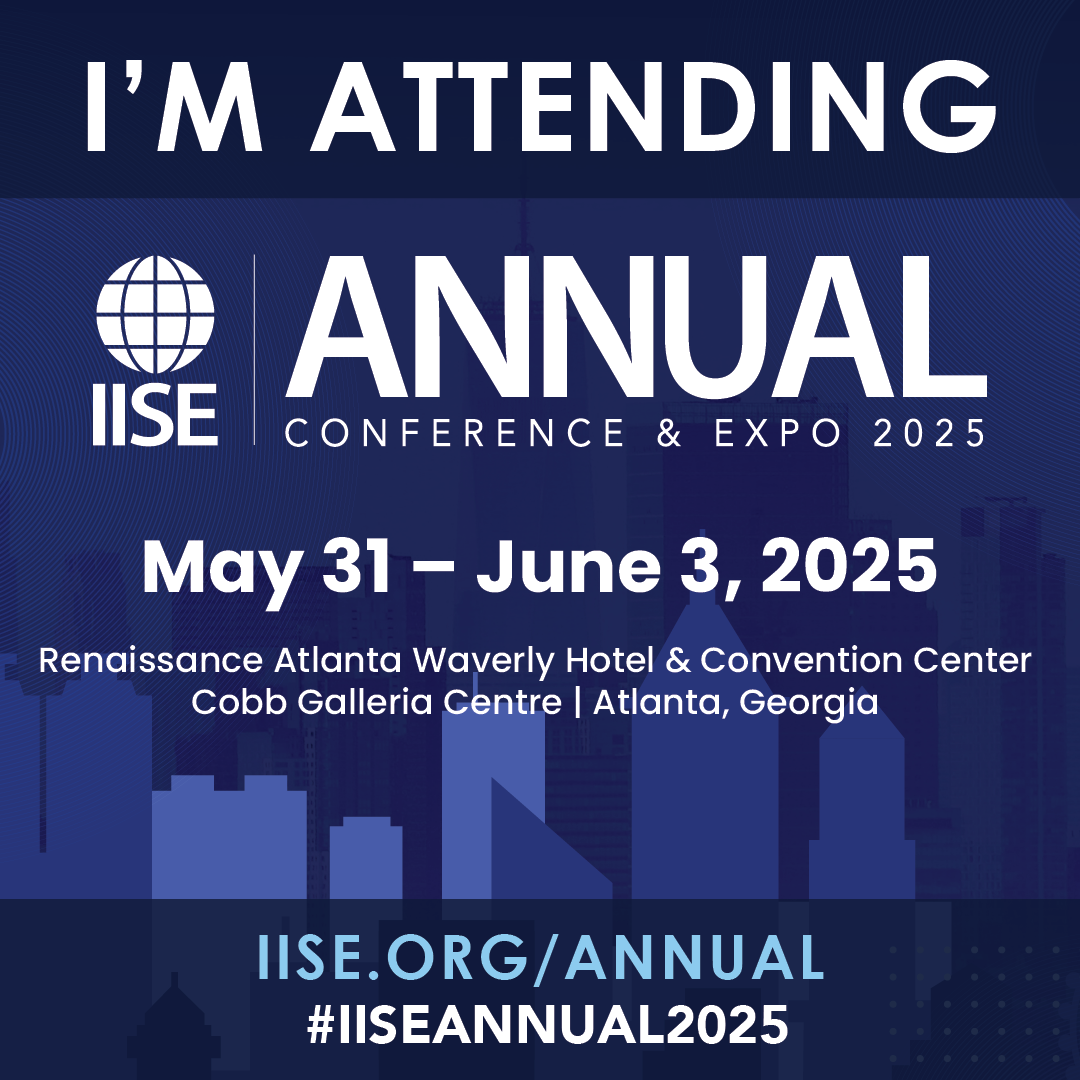 I’M ATTENDING
IISE
ANNUAL
CONFERENCE & EXPO 2025
May 31 – June 3, 2025
Renaissance Atlanta Waverly Hotel & Convention Center
Cobb Galleria Centre | Atlanta, Georgia
IISE.ORG/ANNUAL
#IISEANNUAL2025